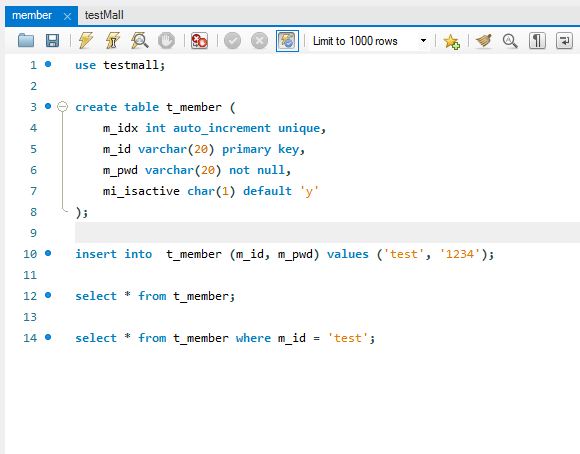 member × testMall
Limit to 1000 rows
1 use testmall;
2
3 create table t_member (
4 m_idx int auto_increment unique,
5 m_id varchar(20) primary key,
6 m_pwd varchar(20) not null,
7 mi_isactive char(1) default 'y'
8 );
9
10 insert into  t_member (m_id, m_pwd) values ('test', '1234');
11
12 select * from t_member;
13
14 select * from t_member where m_id = 'test';